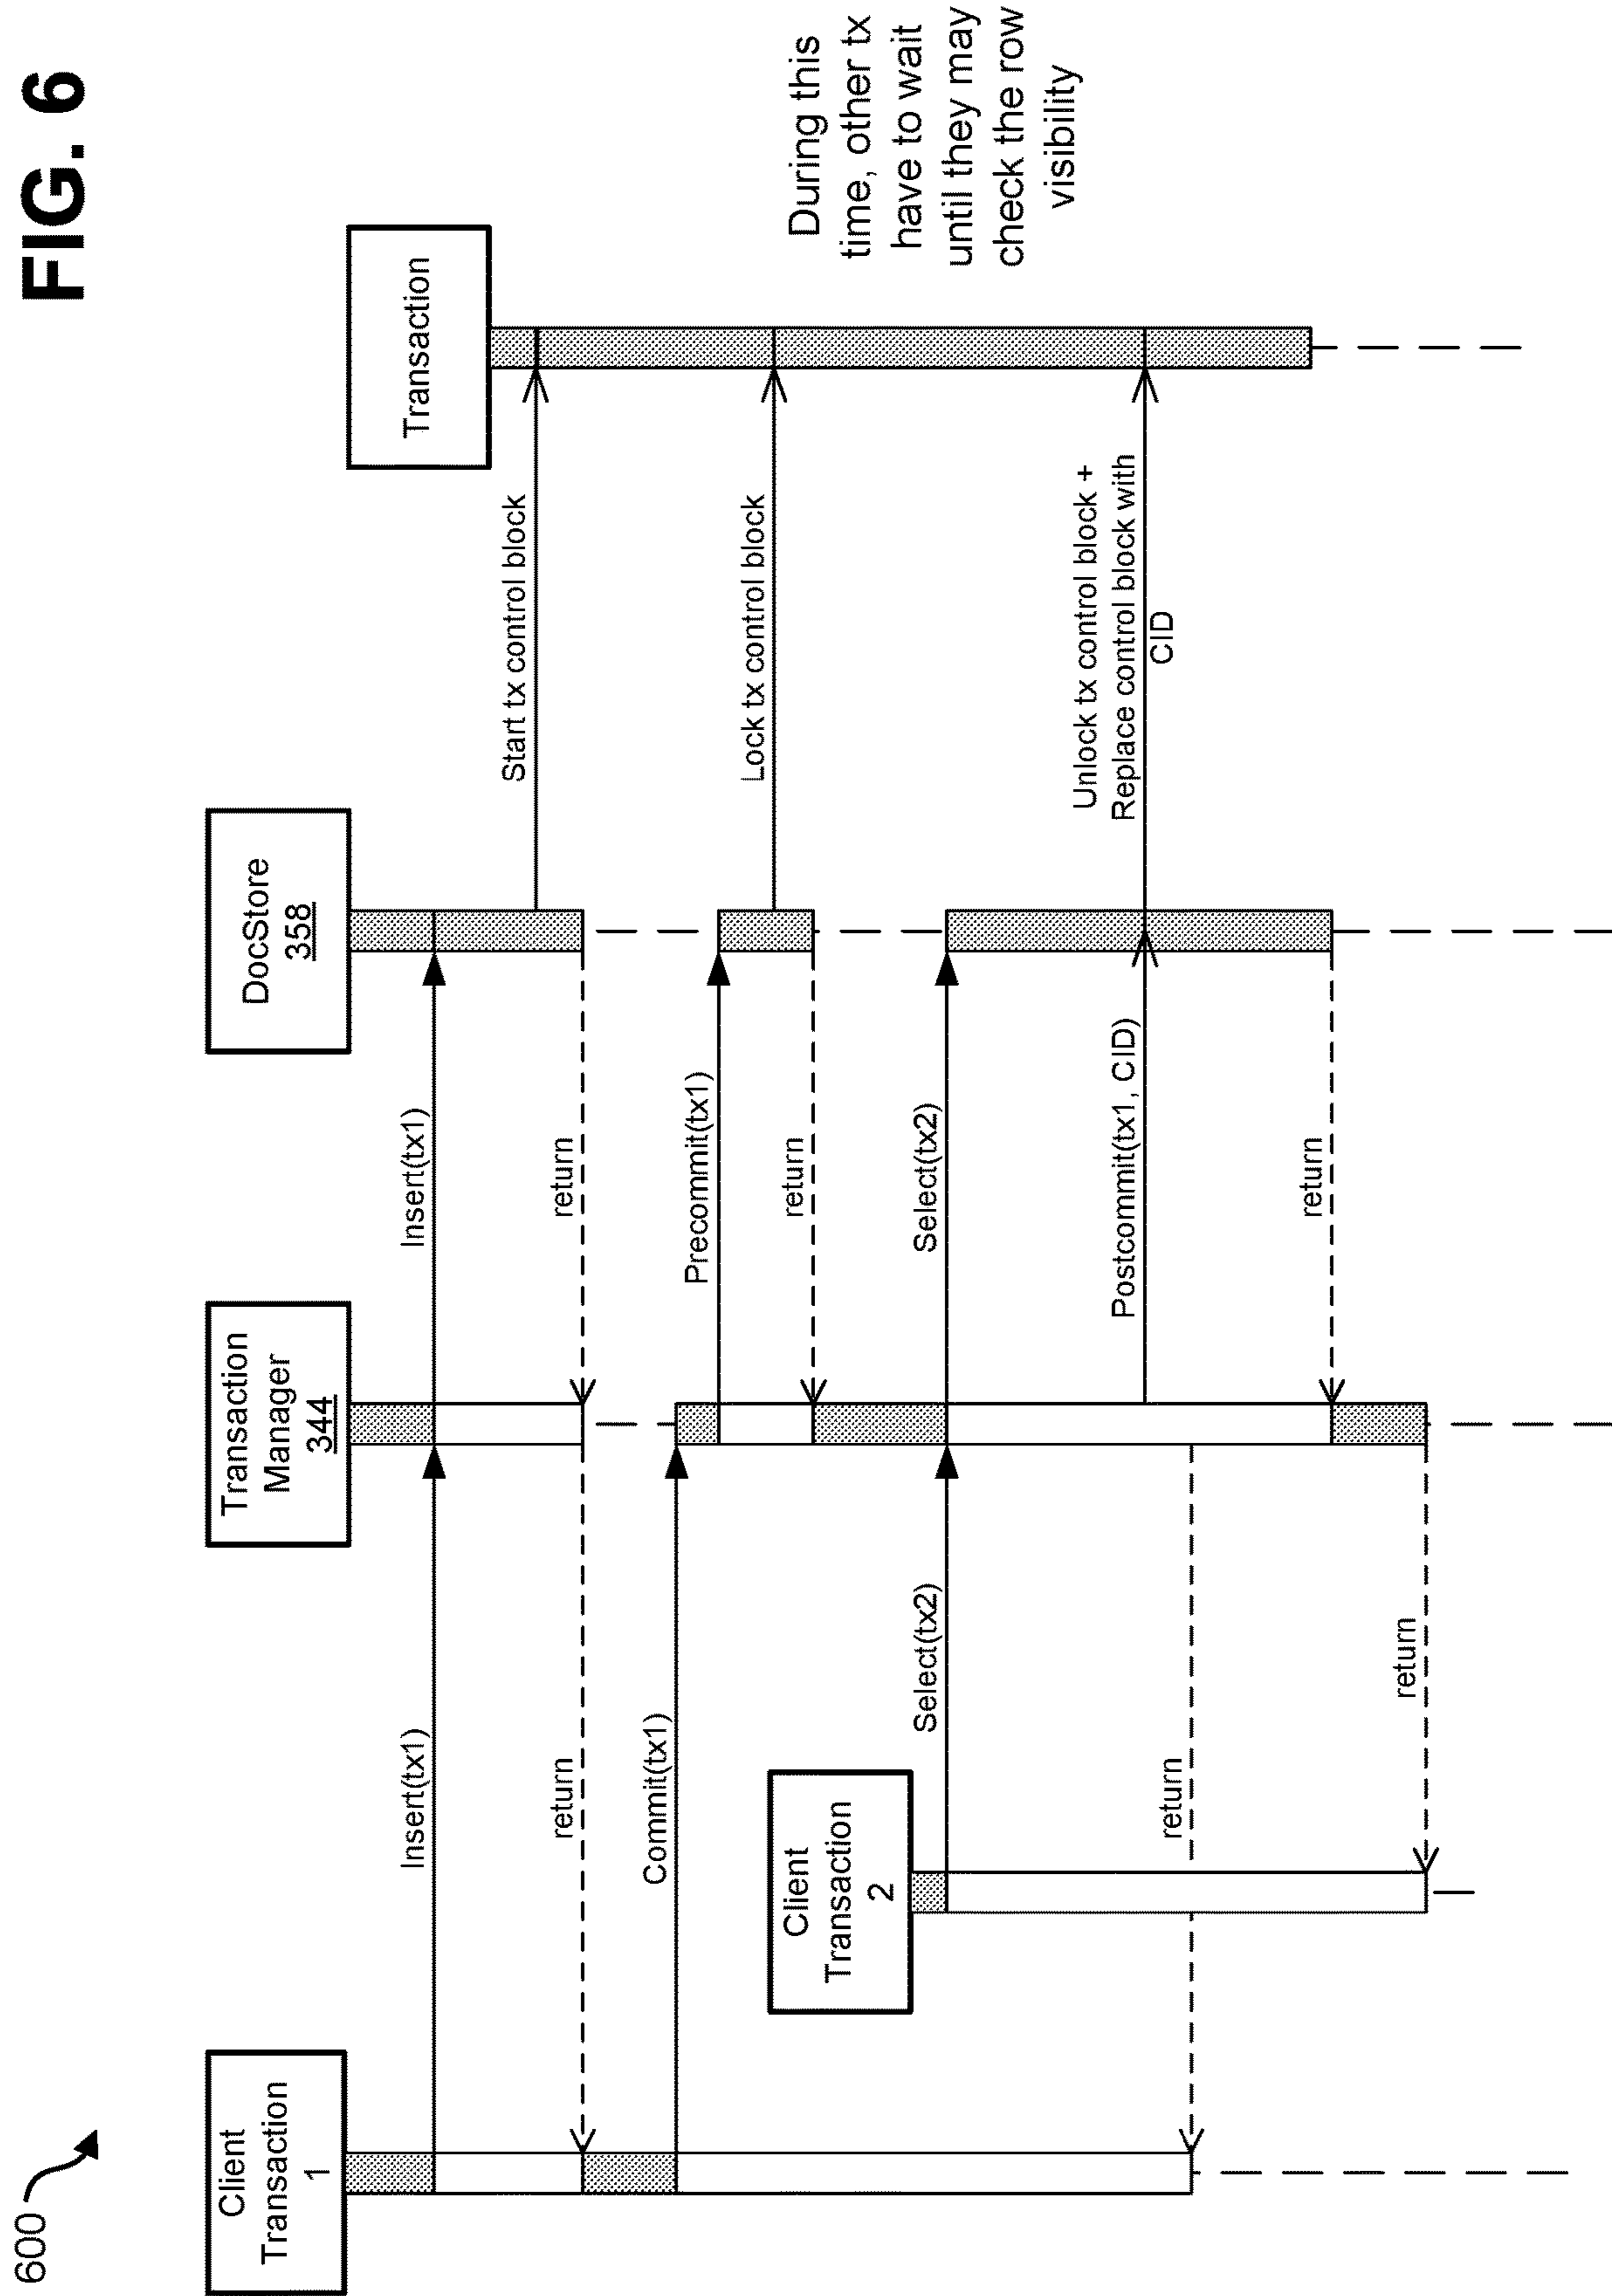 600
FIG. 6
Client
Transaction
1
Transaction
Manager
344
DocStore
358
Transaction
Insert(tx1)
Insert(tx1)
Start tx control block
return
return
Commit(tx1)
Precommit(tx1)
Lock tx control block
return
Client
Transaction
2
During this
time, other tx
have to wait
until they may
check the row
visibility
Select(tx2)
Select(tx2)
Postcommit(tx1, CID)
Unlock tx control block +
Replace control block with
CID
return
return
return